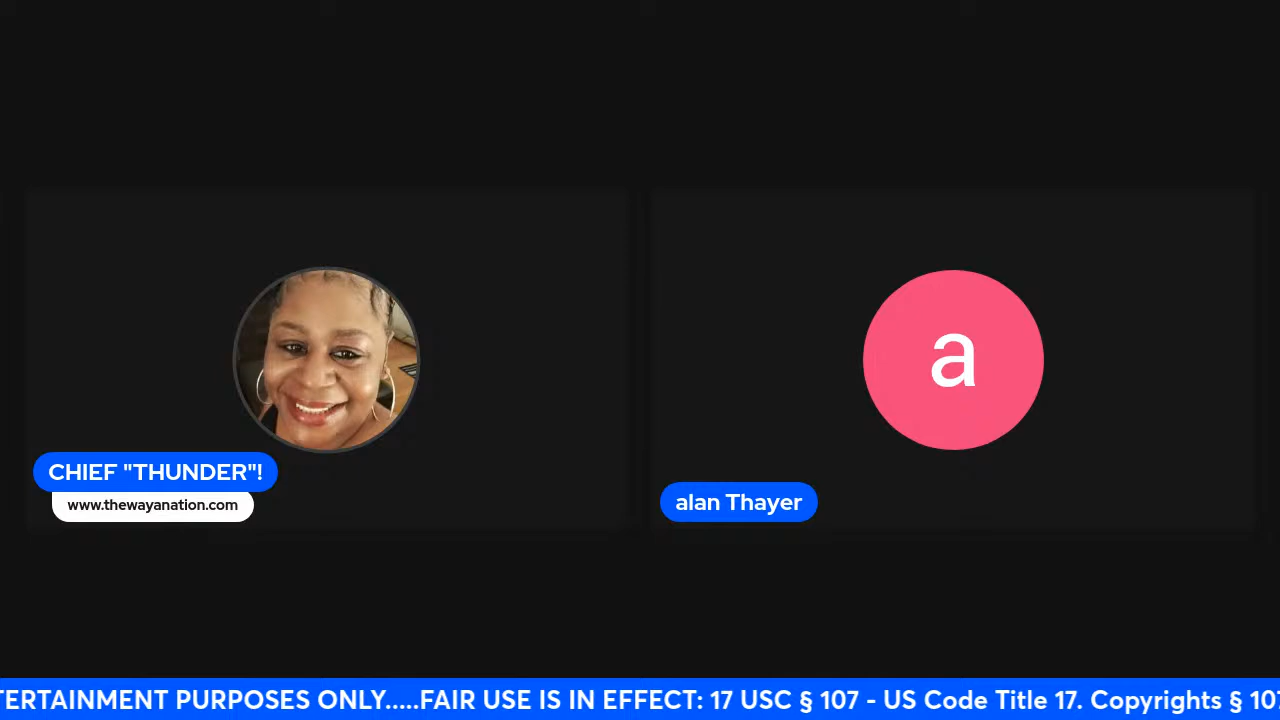 a
CHIEF "THUNDER"!
www.thewayanation.com
alan Thayer
TERTAINMENT PURPOSES ONLY.....FAIR USE IS IN EFFECT: 17 USC § 107 - US Code Title 17. Copyrights § 107